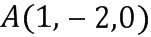 A(1, − 2,0)